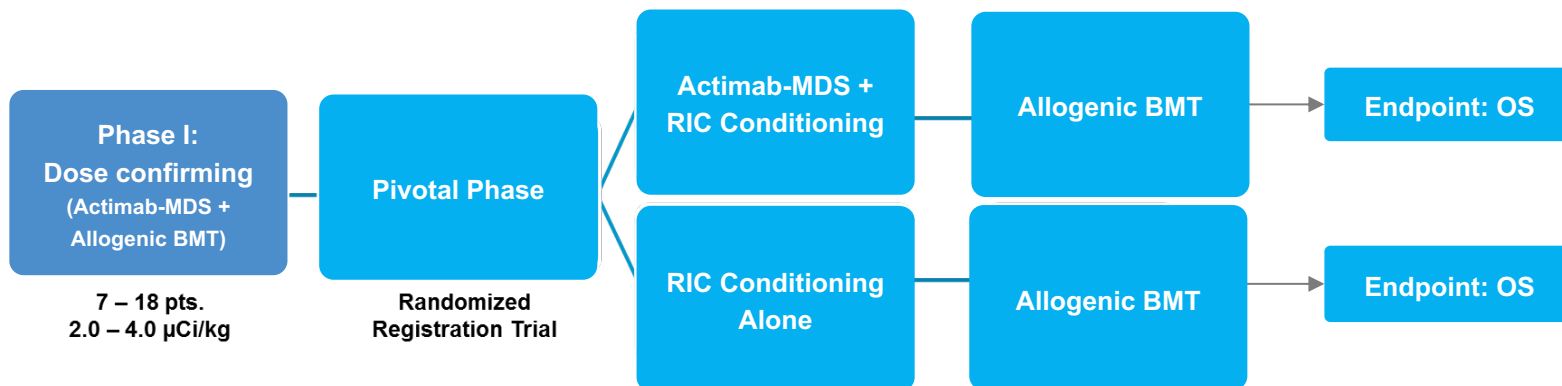 Phase I:
Dose confirming
(Actimab-MDS +
Allogenic BMT)
7 – 18 pts.
2.0 – 4.0 µCi/kg
Pivotal Phase
Randomized
Registration Trial
Actimab-MDS +
RIC Conditioning
Allogenic BMT
Endpoint: OS
RIC Conditioning
Alone
Allogenic BMT
Endpoint: OS